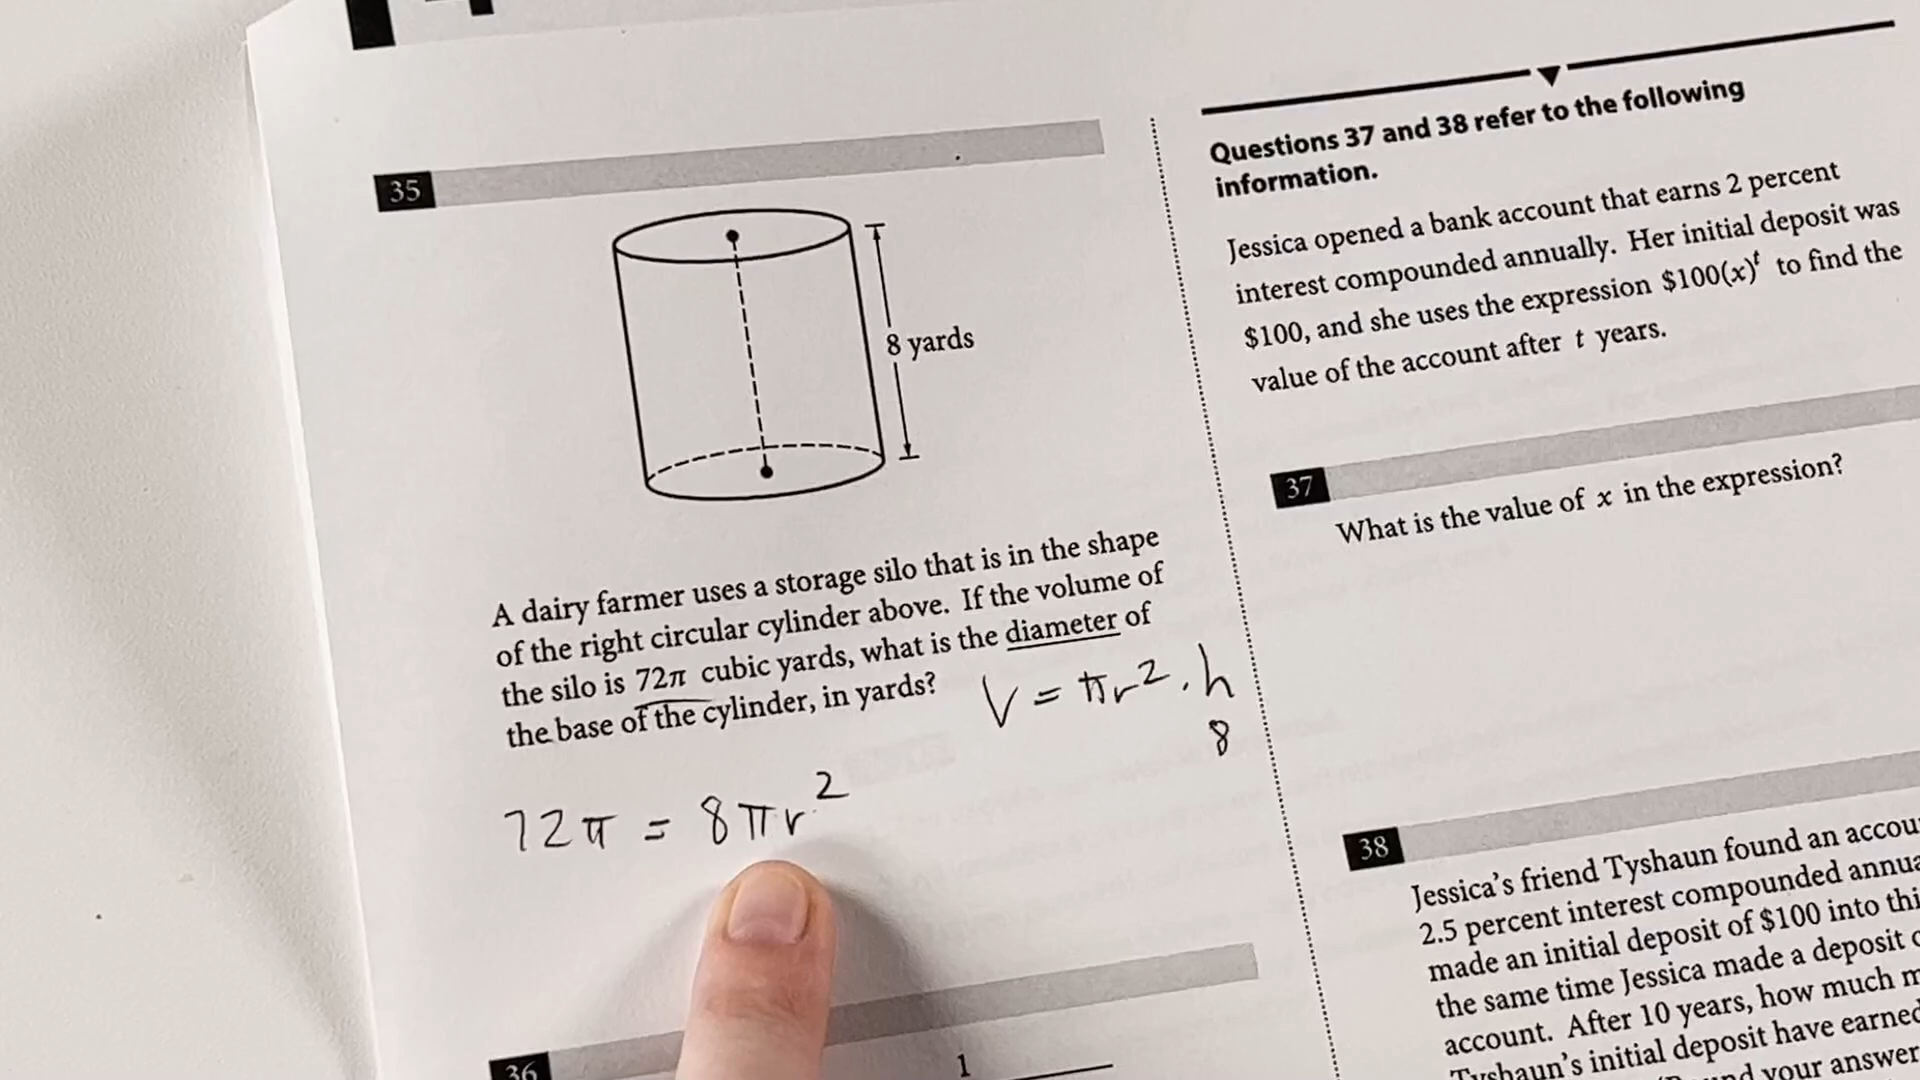 35
8 yards
A dairy farmer uses a storage silo that is in the shape
of the right circular cylinder above. If the volume of
the silo is 72π cubic yards, what is the diameter of
the base of the cylinder, in yards?
V = πr² · h
8
72π = 8πr²
36
1
Questions 37 and 38 refer to the following
information.
Jessica opened a bank account that earns 2 percent
interest compounded annually. Her initial deposit was
$100, and she uses the expression $100(x)ᵗ to find the
value of the account after t years.
37
What is the value of x in the expression?
38
Jessica’s friend Tyshaun found an accou
2.5 percent interest compounded annua
made an initial deposit of $100 into thi
the same time Jessica made a deposit
account. After 10 years, how much m
Tyshaun’s initial deposit have earned
nd your answer